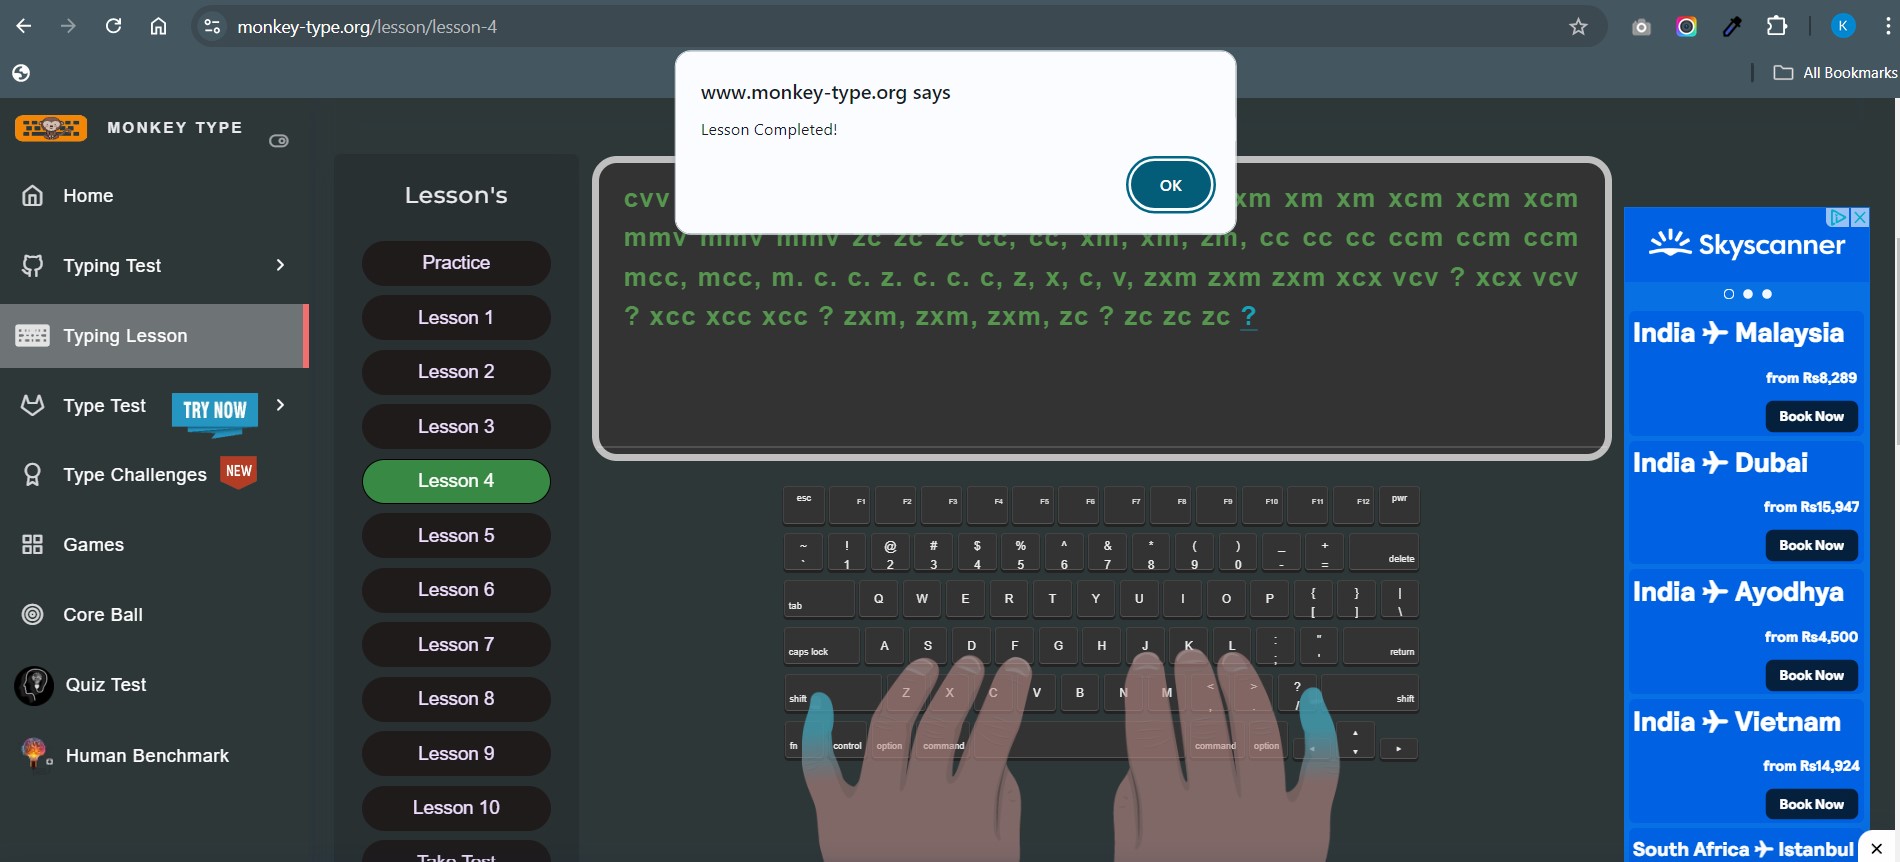 monkey-type.org/lesson/lesson-4
K
All Bookmarks
www.monkey-type.org says
Lesson Completed!
OK
MONKEY TYPE
Home
Typing Test
Typing Lesson
Type Test TRY NOW
Type Challenges NEW
Games
Core Ball
Quiz Test
Human Benchmark
Lesson's
Practice
Lesson 1
Lesson 2
Lesson 3
Lesson 4
Lesson 5
Lesson 6
Lesson 7
Lesson 8
Lesson 9
Lesson 10
Take Test
cvv xm xm xm xcm xcm xcm
mmv mmv mmv zc zc zc cc, cc, xm, xm, zm, cc cc cc ccm ccm ccm
mcc, mcc, m. c. c. z. c. c. c, z, x, c, v, zxm zxm zxm xcx vcv ? xcx vcv
? xcc xcc xcc ? zxm, zxm, zxm, zc ? zc zc zc ?
esc F1 F2 F3 F4 F5 F6 F7 F8 F9 F10 F11 F12 pwr
~ ! @ # $ % ^ & * ( ) _ +
` 1 2 3 4 5 6 7 8 9 0 - = delete
tab Q W E R T Y U I O P { } |
[ ] \
caps lock A S D F G H J K L : " return
; '
shift Z X C V B N M < > ? shift
, . /
fn control option command command option
Skyscanner
India Malaysia
from Rs8,289
Book Now
India Dubai
from Rs15,947
Book Now
India Ayodhya
from Rs4,500
Book Now
India Vietnam
from Rs14,924
Book Now
South Africa Istanbul